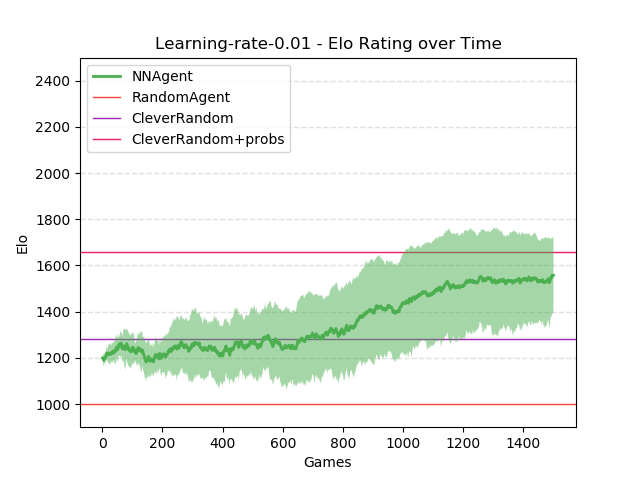 Learning-rate-0.01 - Elo Rating over Time
NNAgent
RandomAgent
CleverRandom
CleverRandom+probs
2400
2200
2000
1800
1600
1400
1200
1000
Elo
0 200 400 600 800 1000 1200 1400
Games